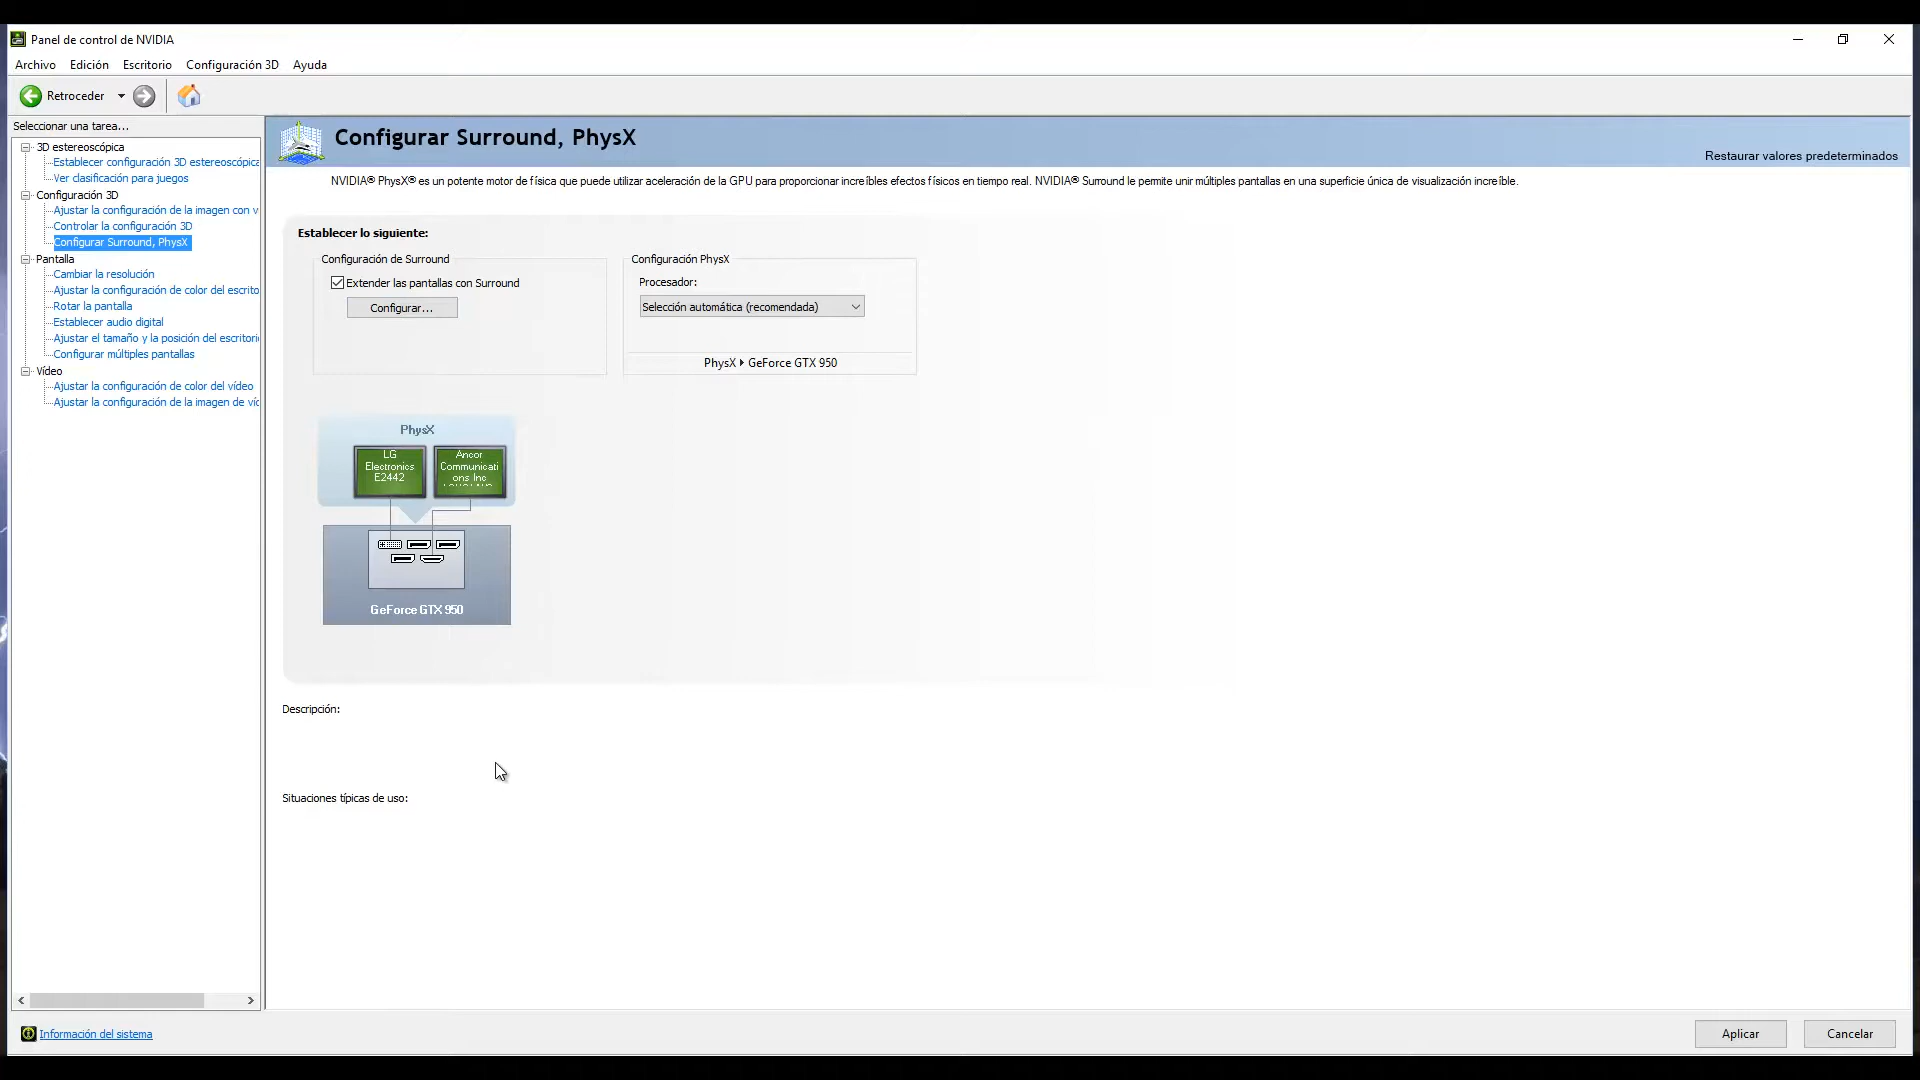 Panel de control de NVIDIA
Archivo Edición Escritorio Configuración 3D Ayuda
Retroceder
Seleccionar una tarea...
3D estereoscópica
Establecer configuración 3D estereoscópica
Ver clasificación para juegos
Configuración 3D
Ajustar la configuración de la imagen con v
Controlar la configuración 3D
Configurar Surround, PhysX
Pantalla
Cambiar la resolución
Ajustar la configuración de color del escrito
Rotar la pantalla
Establecer audio digital
Ajustar el tamaño y la posición del escritori
Configurar múltiples pantallas
Vídeo
Ajustar la configuración de color del vídeo
Ajustar la configuración de la imagen de víd
Configurar Surround, PhysX
Restaurar valores predeterminados
NVIDIA® PhysX® es un potente motor de física que puede utilizar aceleración de la GPU para proporcionar increíbles efectos físicos en tiempo real. NVIDIA® Surround le permite unir múltiples pantallas en una superficie única de visualización increíble.
Establecer lo siguiente:
Configuración de Surround
Extender las pantallas con Surround
Configurar...
Configuración PhysX
Procesador:
Selección automática (recomendada)
PhysX GeForce GTX 950
PhysX
LG
Electronics
E2442
Ancor
Communicati
ons Inc
GeForce GTX 950
Descripción:
Situaciones típicas de uso:
Información del sistema
Aplicar
Cancelar